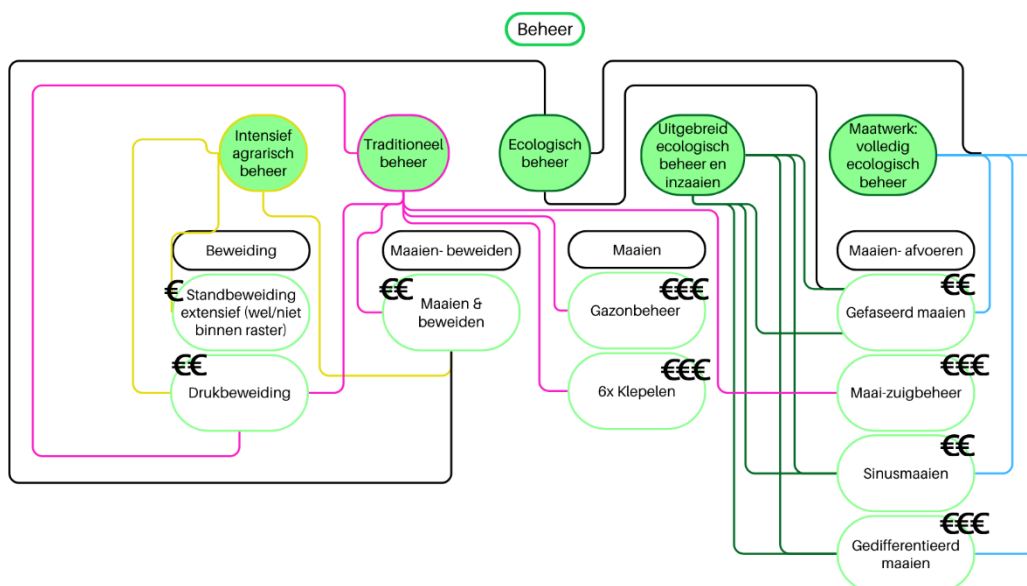 Beheer
Intensief
agrarisch
beheer
Traditioneel
beheer
Ecologisch
beheer
Uitgebreid
ecologisch
beheer en
inzaaien
Maatwerk:
volledig
ecologisch
beheer
Beweiding
Maaien- beweiden
Maaien
Maaien- afvoeren
€
Standbeweiding
extensief (wel/niet
binnen raster)
€€
Maaien &
beweiden
€€€
Gazonbeheer
€€
Gefaseerd maaien
€€
Drukbeweiding
€€€
6x Klepelen
€€€
Maai-zuigbeheer
€€
Sinusmaaien
€€€
Gedifferentieerd
maaien